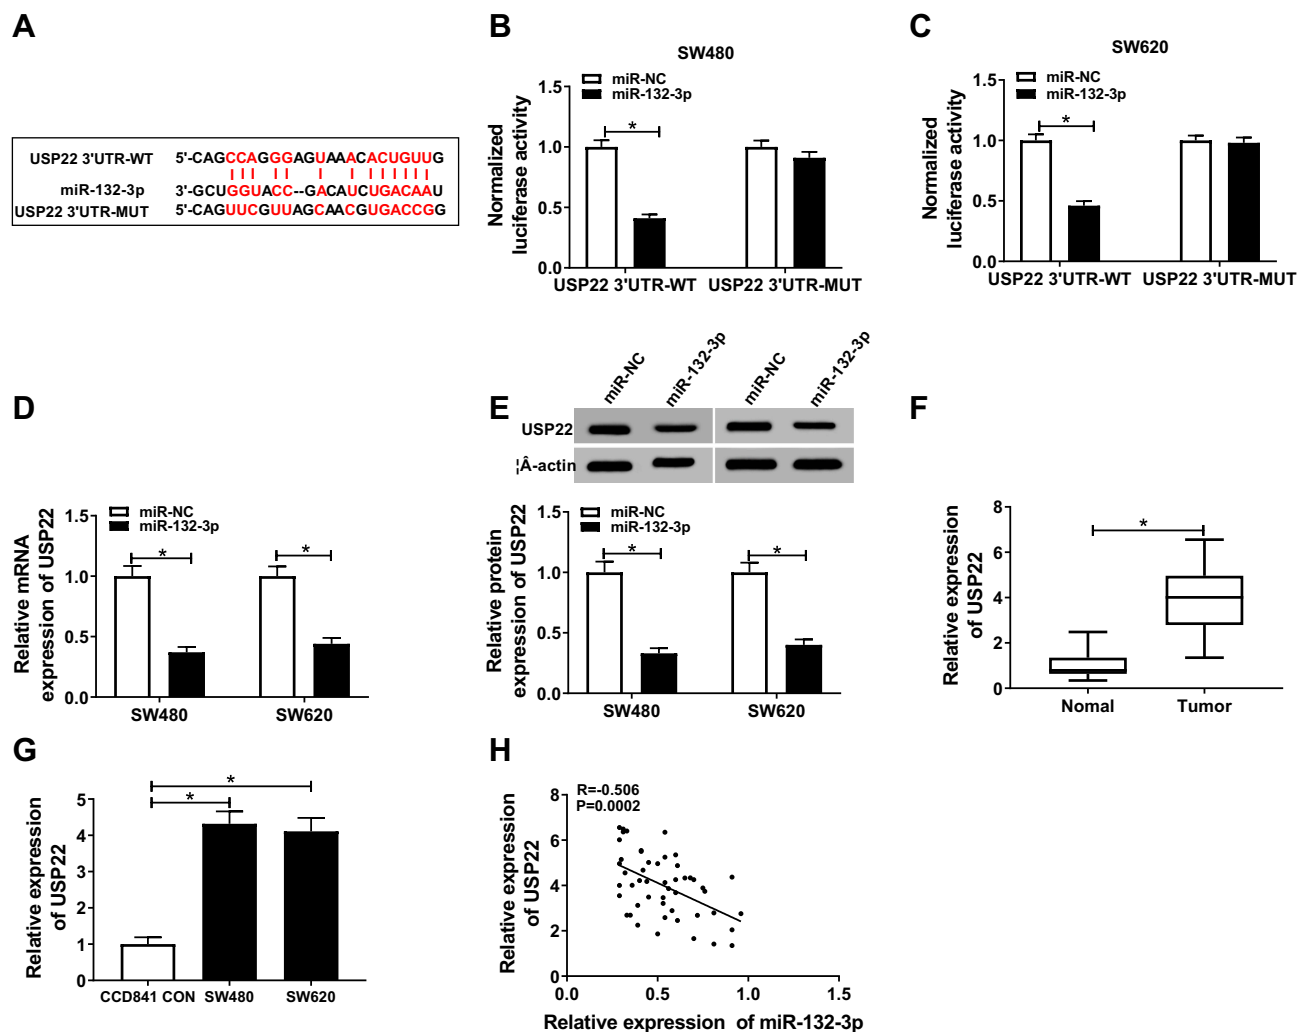 A
USP22 3'UTR-WT 5'-CAGCCAGGGAGUAAACACUGUUG
miR-132-3p 3'-GCUGGUACC--GACAUCUGACAAU
USP22 3'UTR-MUT 5'-CAGUUCGUUAGCAACGUGACCGG
B
SW480
miR-NC
miR-132-3p
Normalized
luciferase activity
1.5
1.0
0.5
0.0
*
USP22 3'UTR-WT USP22 3'UTR-MUT
C
SW620
miR-NC
miR-132-3p
Normalized
luciferase activity
1.5
1.0
0.5
0.0
*
USP22 3'UTR-WT USP22 3'UTR-MUT
D
miR-NC
miR-132-3p
Relative mRNA
expression of USP22
1.5
1.0
0.5
0.0
* *
SW480 SW620
E
miR-NC miR-132-3p miR-NC miR-132-3p
USP22
¦Â-actin
miR-NC
miR-132-3p
Relative protein
expression of USP22
1.5
1.0
0.5
0.0
* *
SW480 SW620
F
Relative expression
of USP22
8
6
4
2
0
*
Nomal Tumor
G
Relative expression
of USP22
5
4
3
2
1
0
*
*
CCD841 CON SW480 SW620
H
R=-0.506
P=0.0002
Relative expression
of USP22
8
6
4
2
0
0.0 0.5 1.0 1.5
Relative expression of miR-132-3p